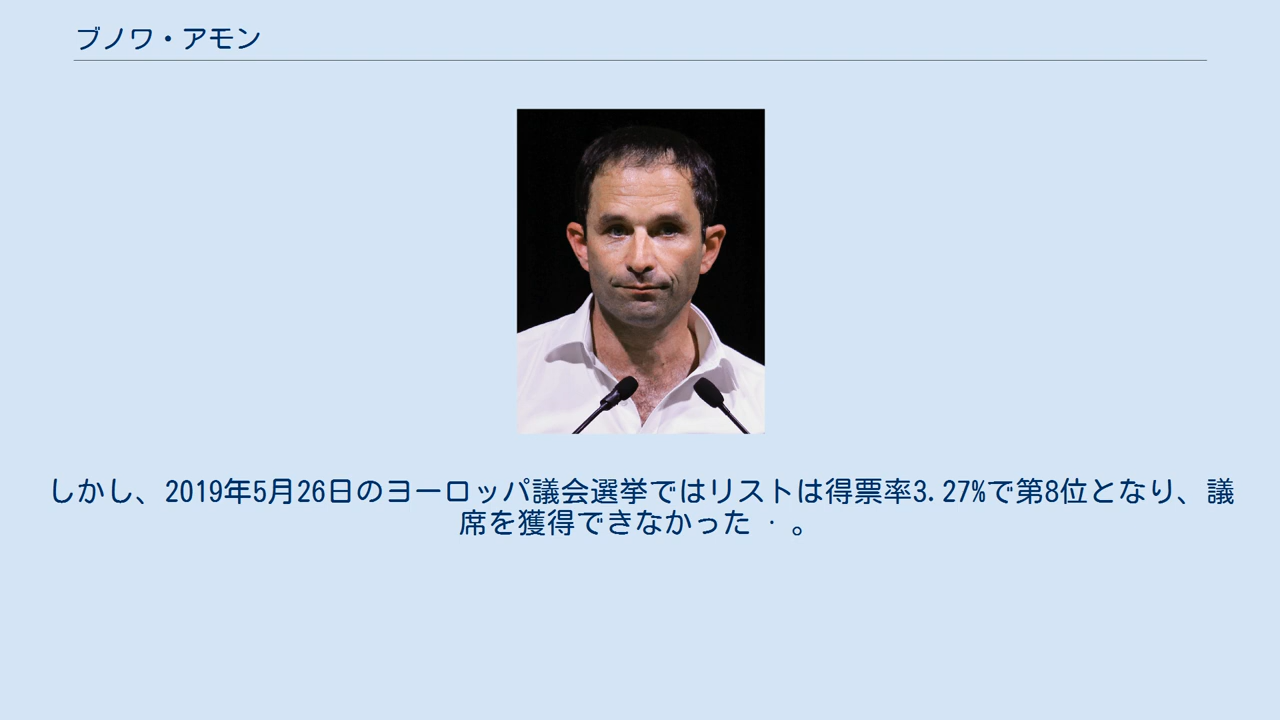 ブノワ・アモン
しかし、2019年5月26日のヨーロッパ議会選挙ではリストは得票率3.27%で第8位となり、議
席を獲得できなかった · 。